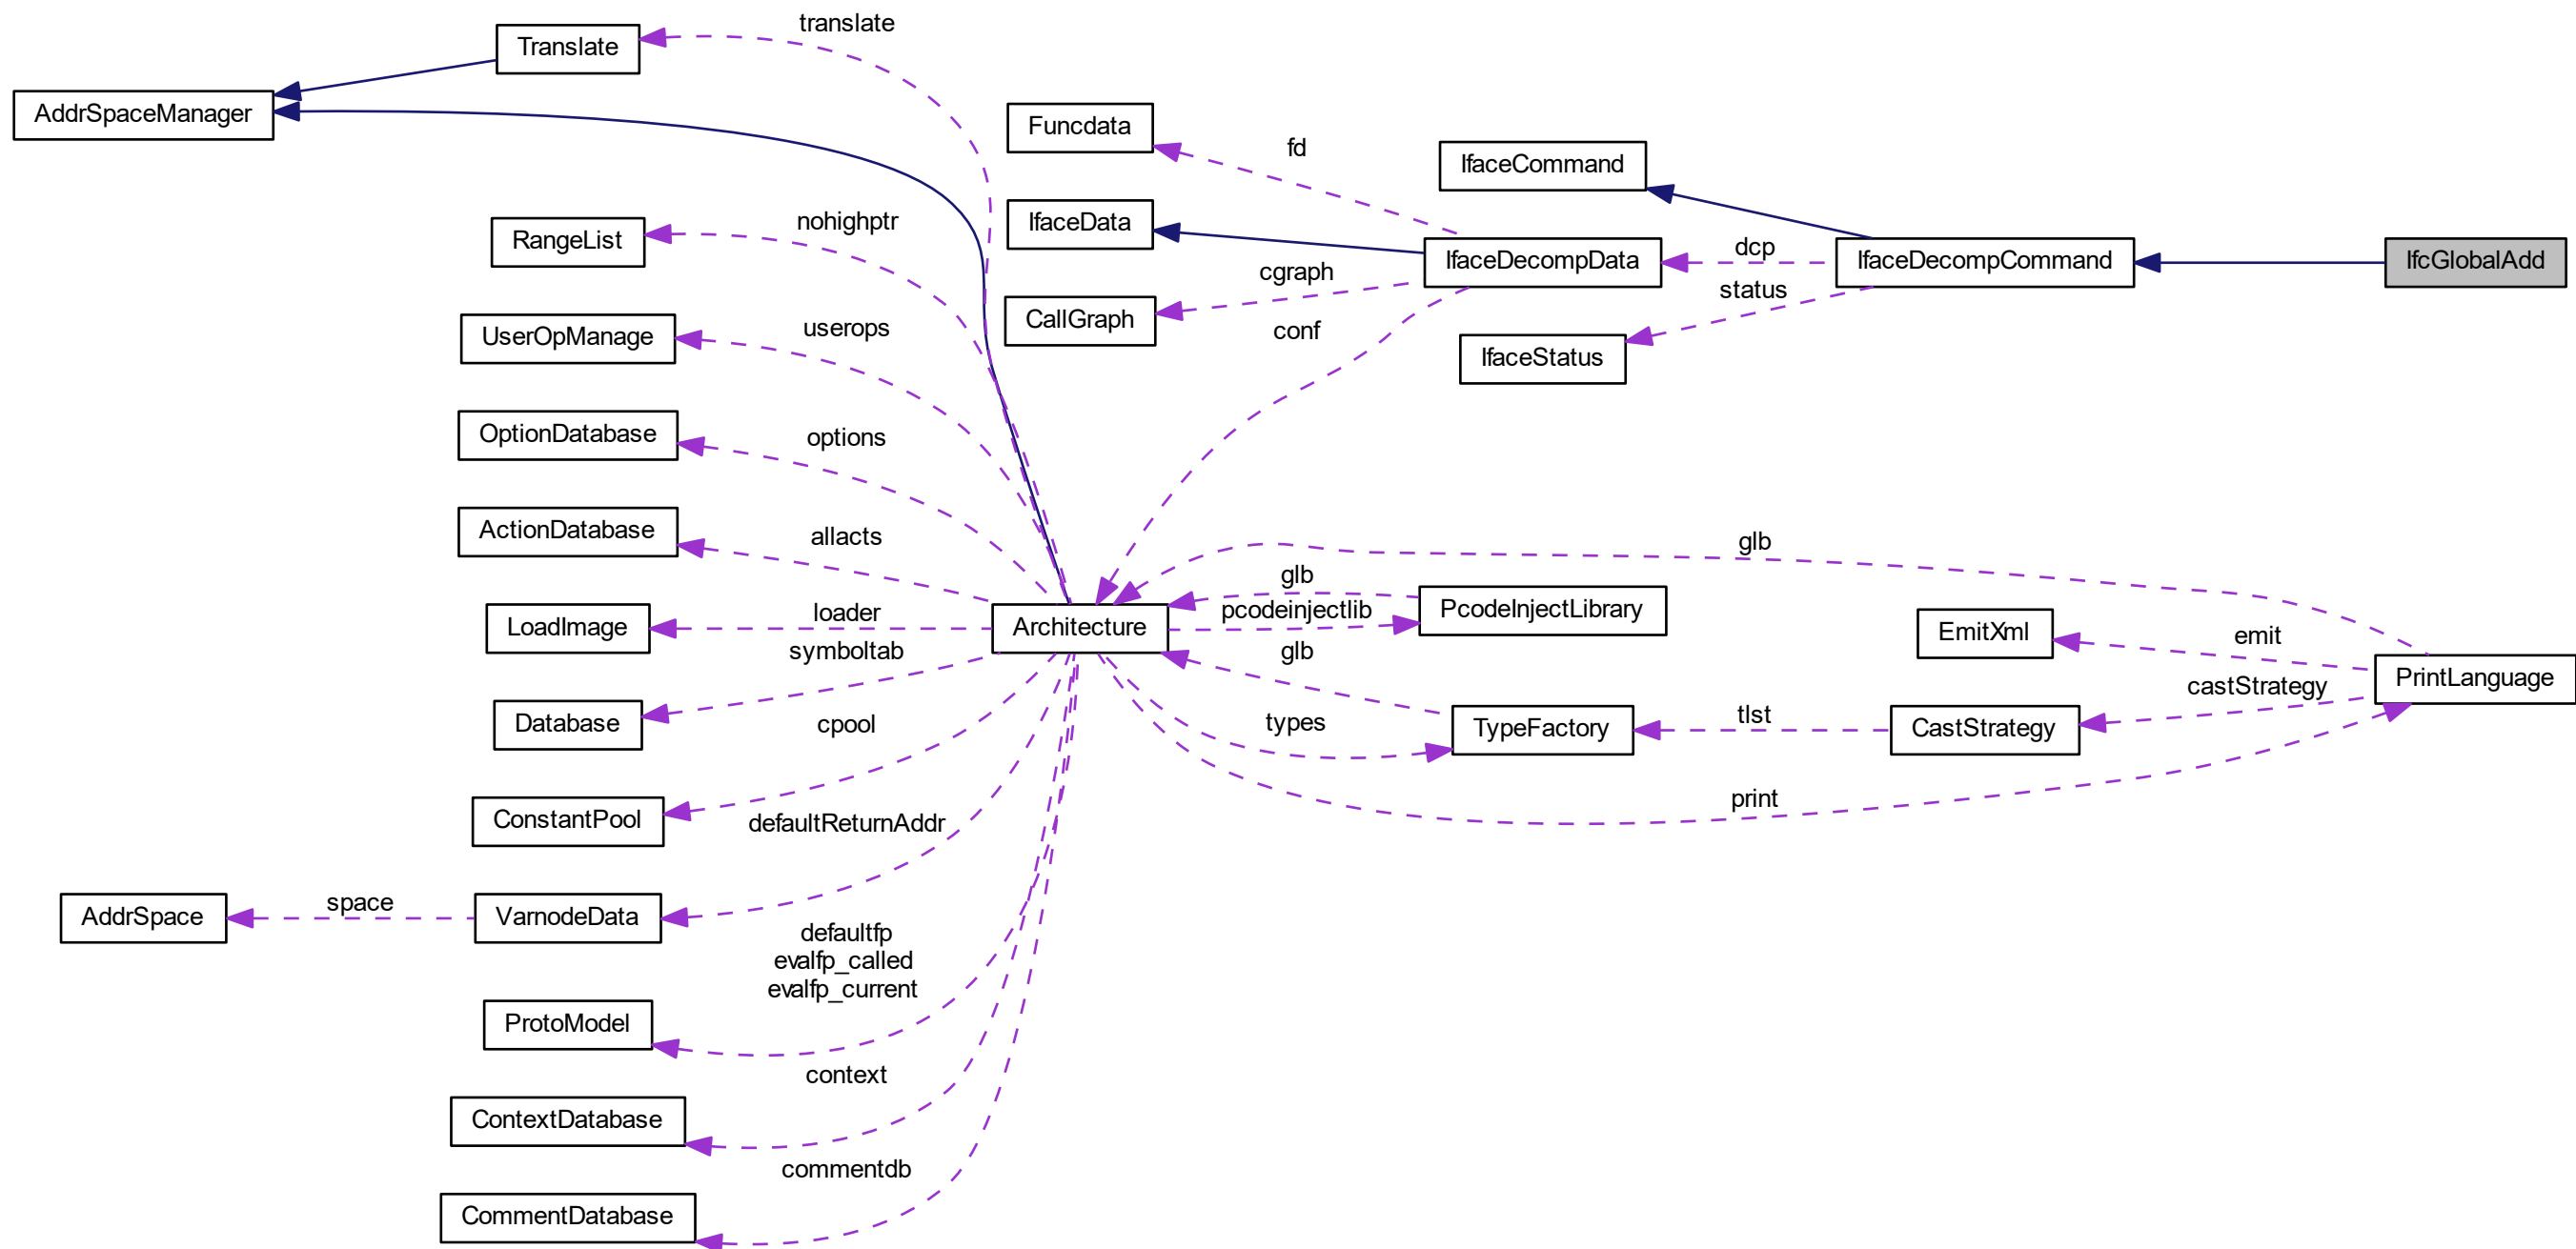 translate
Translate
AddrSpaceManager
Funcdata
fd
IfaceCommand
RangeList
nohighptr
IfaceData
IfaceDecompData
dcp
IfaceDecompCommand
IfcGlobalAdd
cgraph
status
CallGraph
conf
UserOpManage
userops
IfaceStatus
OptionDatabase
options
ActionDatabase
allacts
glb
glb
LoadImage
loader
Architecture
pcodeinjectlib
PcodeInjectLibrary
EmitXml
emit
symboltab
glb
PrintLanguage
castStrategy
Database
cpool
types
TypeFactory
tlst
CastStrategy
print
ConstantPool
defaultReturnAddr
AddrSpace
space
VarnodeData
defaultfp
evalfp_called
evalfp_current
ProtoModel
context
ContextDatabase
commentdb
CommentDatabase